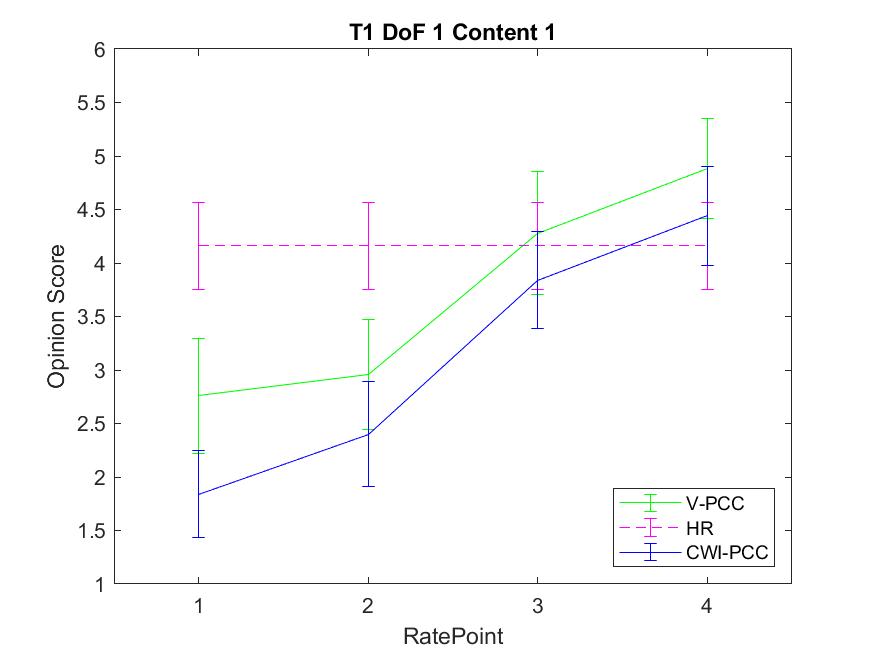 T1 DoF 1 Content 1
6
5.5
5
4.5
4
3.5
3
2.5
2
1.5
1
Opinion Score
1 2 3 4
RatePoint
V-PCC
HR
CWI-PCC